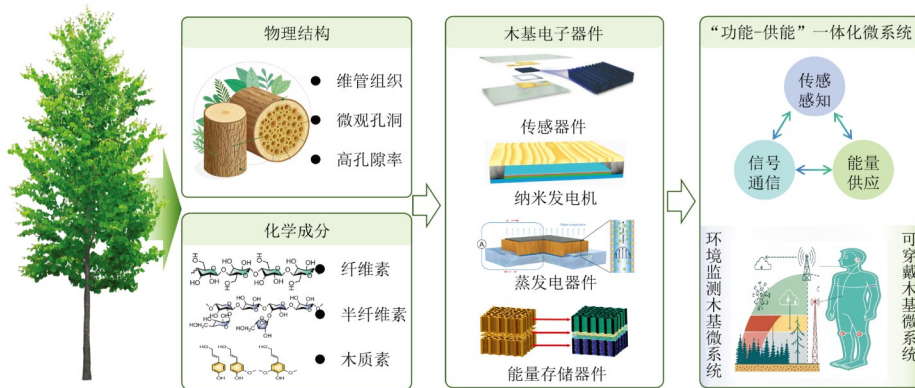 物理结构
维管组织
微观孔洞
高孔隙率
化学成分
纤维素
半纤维素
木质素
木基电子器件
传感器件
纳米发电机
蒸发电器件
能量存储器件
“功能-供能”一体化微系统
传感
感知
信号
通信
能量
供应
环境监测木基微系统
可穿戴木基微系统